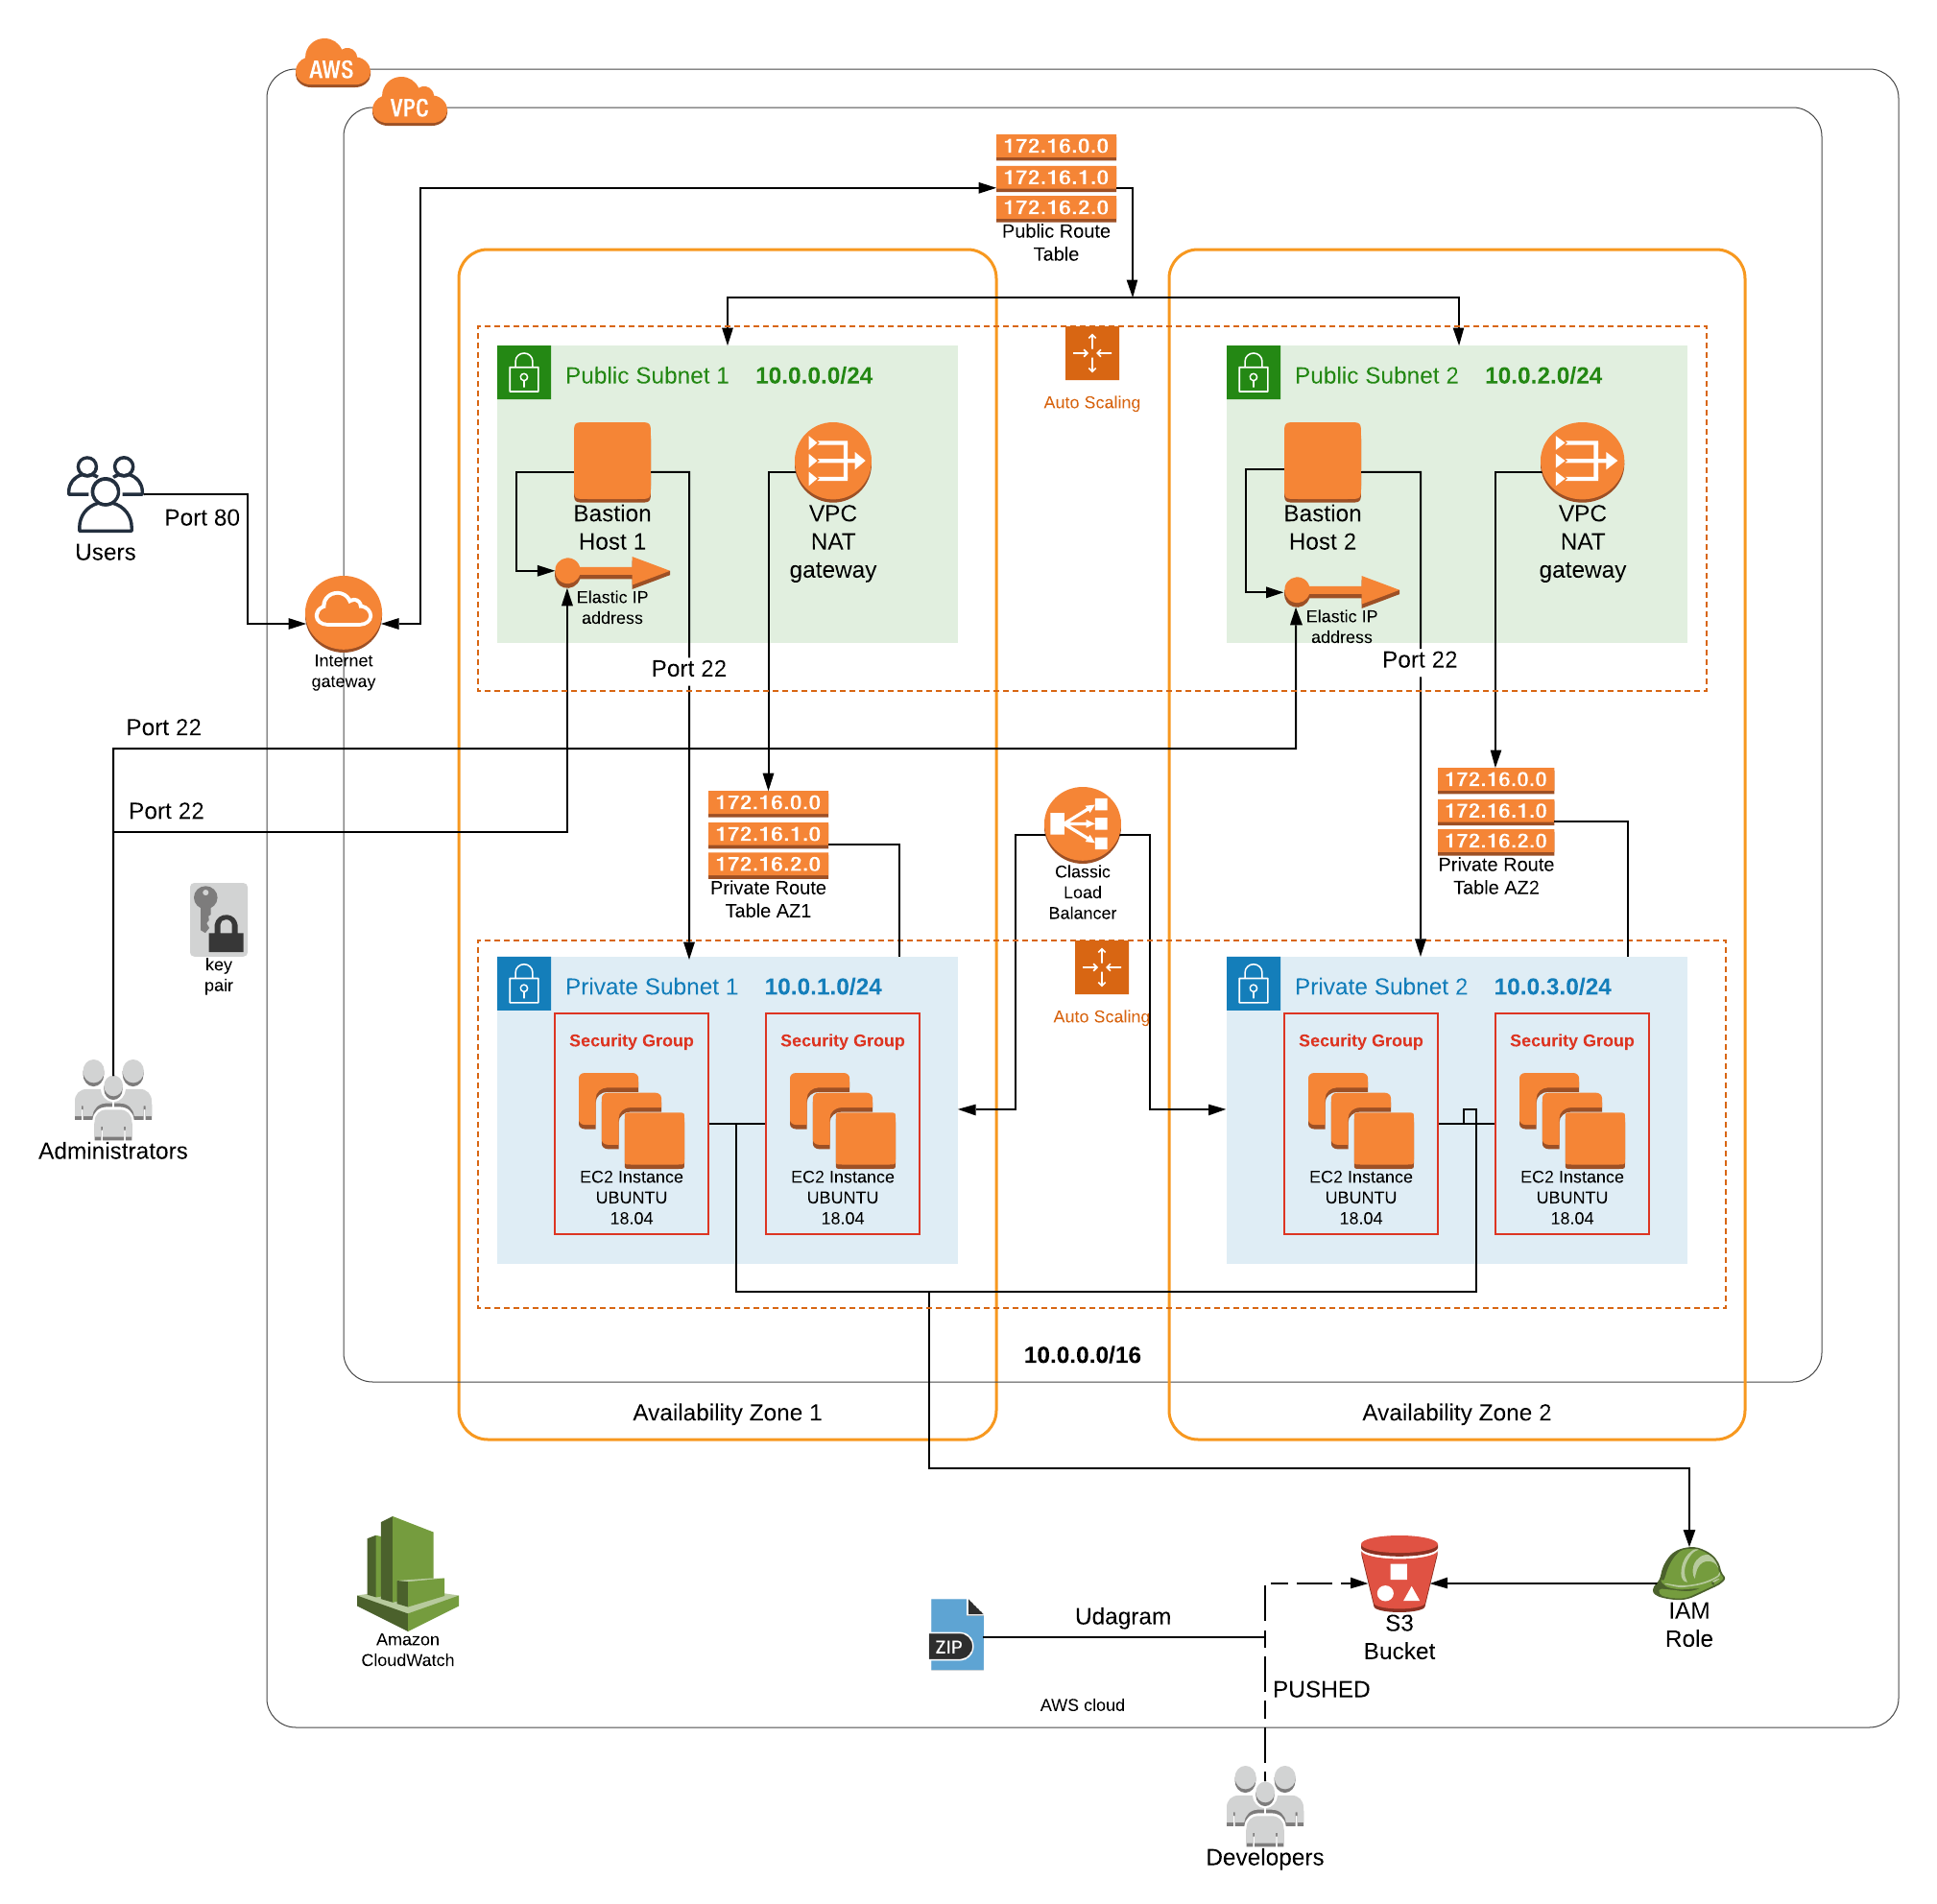 AWS
VPC
172.16.0.0
172.16.1.0
172.16.2.0
Public Route
Table
Public Subnet 1 10.0.0.0/24
Auto Scaling
Public Subnet 2 10.0.2.0/24
Users
Port 80
Bastion
Host 1
VPC
NAT
gateway
Elastic IP
address
Bastion
Host 2
VPC
NAT
gateway
Elastic IP
address
Internet
gateway
Port 22
Port 22
Port 22
Port 22
172.16.0.0
172.16.1.0
172.16.2.0
Private Route
Table AZ1
Classic
Load
Balancer
172.16.0.0
172.16.1.0
172.16.2.0
Private Route
Table AZ2
key
pair
Administrators
Private Subnet 1 10.0.1.0/24
Auto Scaling
Private Subnet 2 10.0.3.0/24
Security Group
EC2 Instance
UBUNTU
18.04
Security Group
EC2 Instance
UBUNTU
18.04
Security Group
EC2 Instance
UBUNTU
18.04
Security Group
EC2 Instance
UBUNTU
18.04
10.0.0.0/16
Availability Zone 1
Availability Zone 2
Amazon
CloudWatch
ZIP
Udagram
S3
Bucket
IAM
Role
PUSHED
AWS cloud
Developers